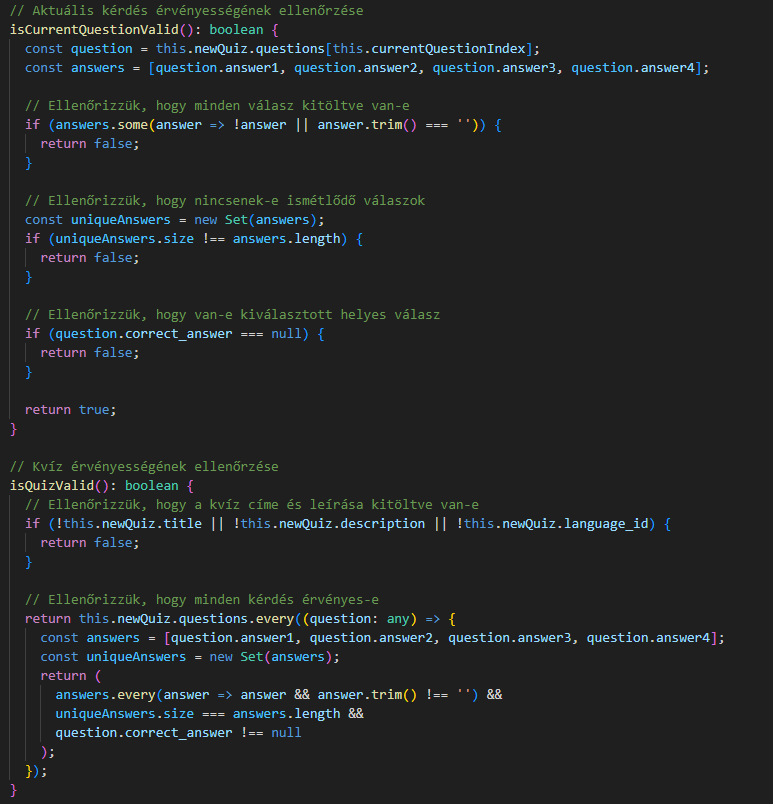 // Aktuális kérdés érvényességének ellenőrzése
isCurrentQuestionValid(): boolean {
  const question = this.newQuiz.questions[this.currentQuestionIndex];
  const answers = [question.answer1, question.answer2, question.answer3, question.answer4];

  // Ellenőrizzük, hogy minden válasz kitöltve van-e
  if (answers.some(answer => !answer || answer.trim() === '')) {
    return false;
  }

  // Ellenőrizzük, hogy nincsenek-e ismétlődő válaszok
  const uniqueAnswers = new Set(answers);
  if (uniqueAnswers.size !== answers.length) {
    return false;
  }

  // Ellenőrizzük, hogy van-e kiválasztott helyes válasz
  if (question.correct_answer === null) {
    return false;
  }

  return true;
}

// Kvíz érvényességének ellenőrzése
isQuizValid(): boolean {
  // Ellenőrizzük, hogy a kvíz címe és leírása kitöltve van-e
  if (!this.newQuiz.title || !this.newQuiz.description || !this.newQuiz.language_id) {
    return false;
  }

  // Ellenőrizzük, hogy minden kérdés érvényes-e
  return this.newQuiz.questions.every((question: any) => {
    const answers = [question.answer1, question.answer2, question.answer3, question.answer4];
    const uniqueAnswers = new Set(answers);
    return (
      answers.every(answer => answer && answer.trim() !== '') &&
      uniqueAnswers.size === answers.length &&
      question.correct_answer !== null
    );
  });
}